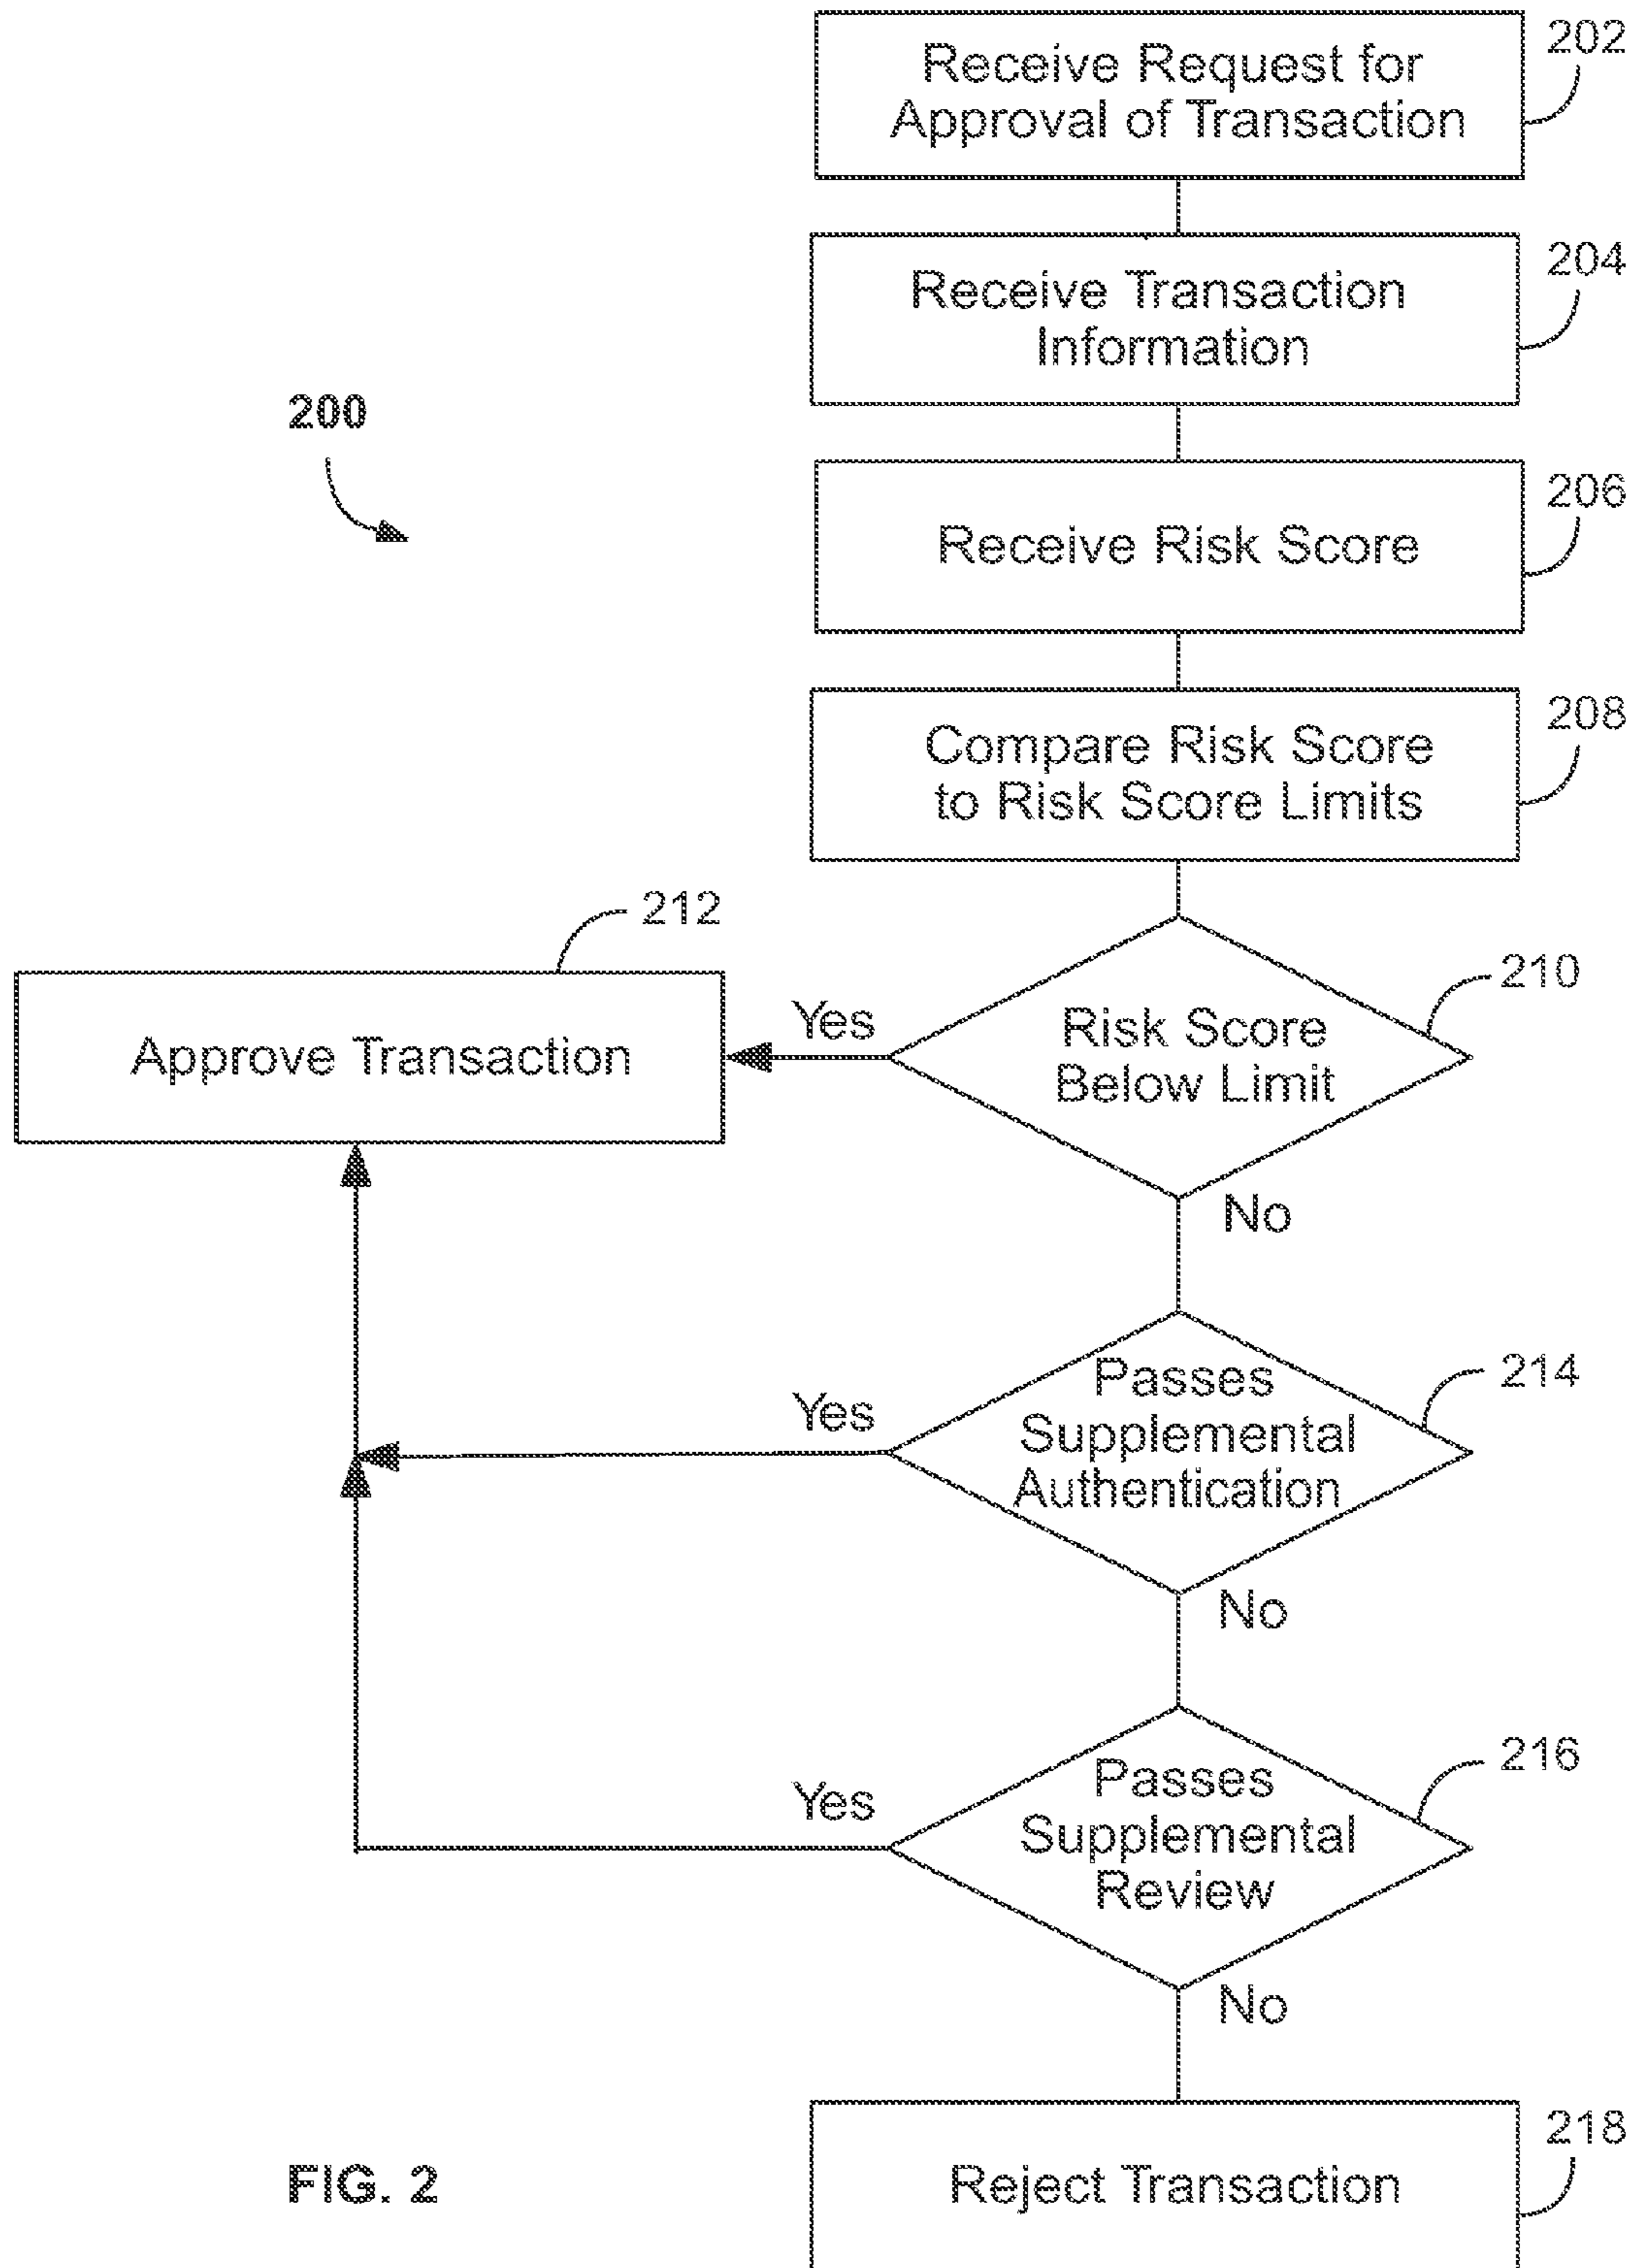 202
Receive Request for
Approval of Transaction
204
Receive Transaction
Information
200
206
Receive Risk Score
208
Compare Risk Score
to Risk Score Limits
212
210
Approve Transaction
Yes
Risk Score
Below Limit
No
214
Yes
Passes
Supplemental
Authentication
No
216
Yes
Passes
Supplemental
Review
No
218
Reject Transaction
FIG. 2